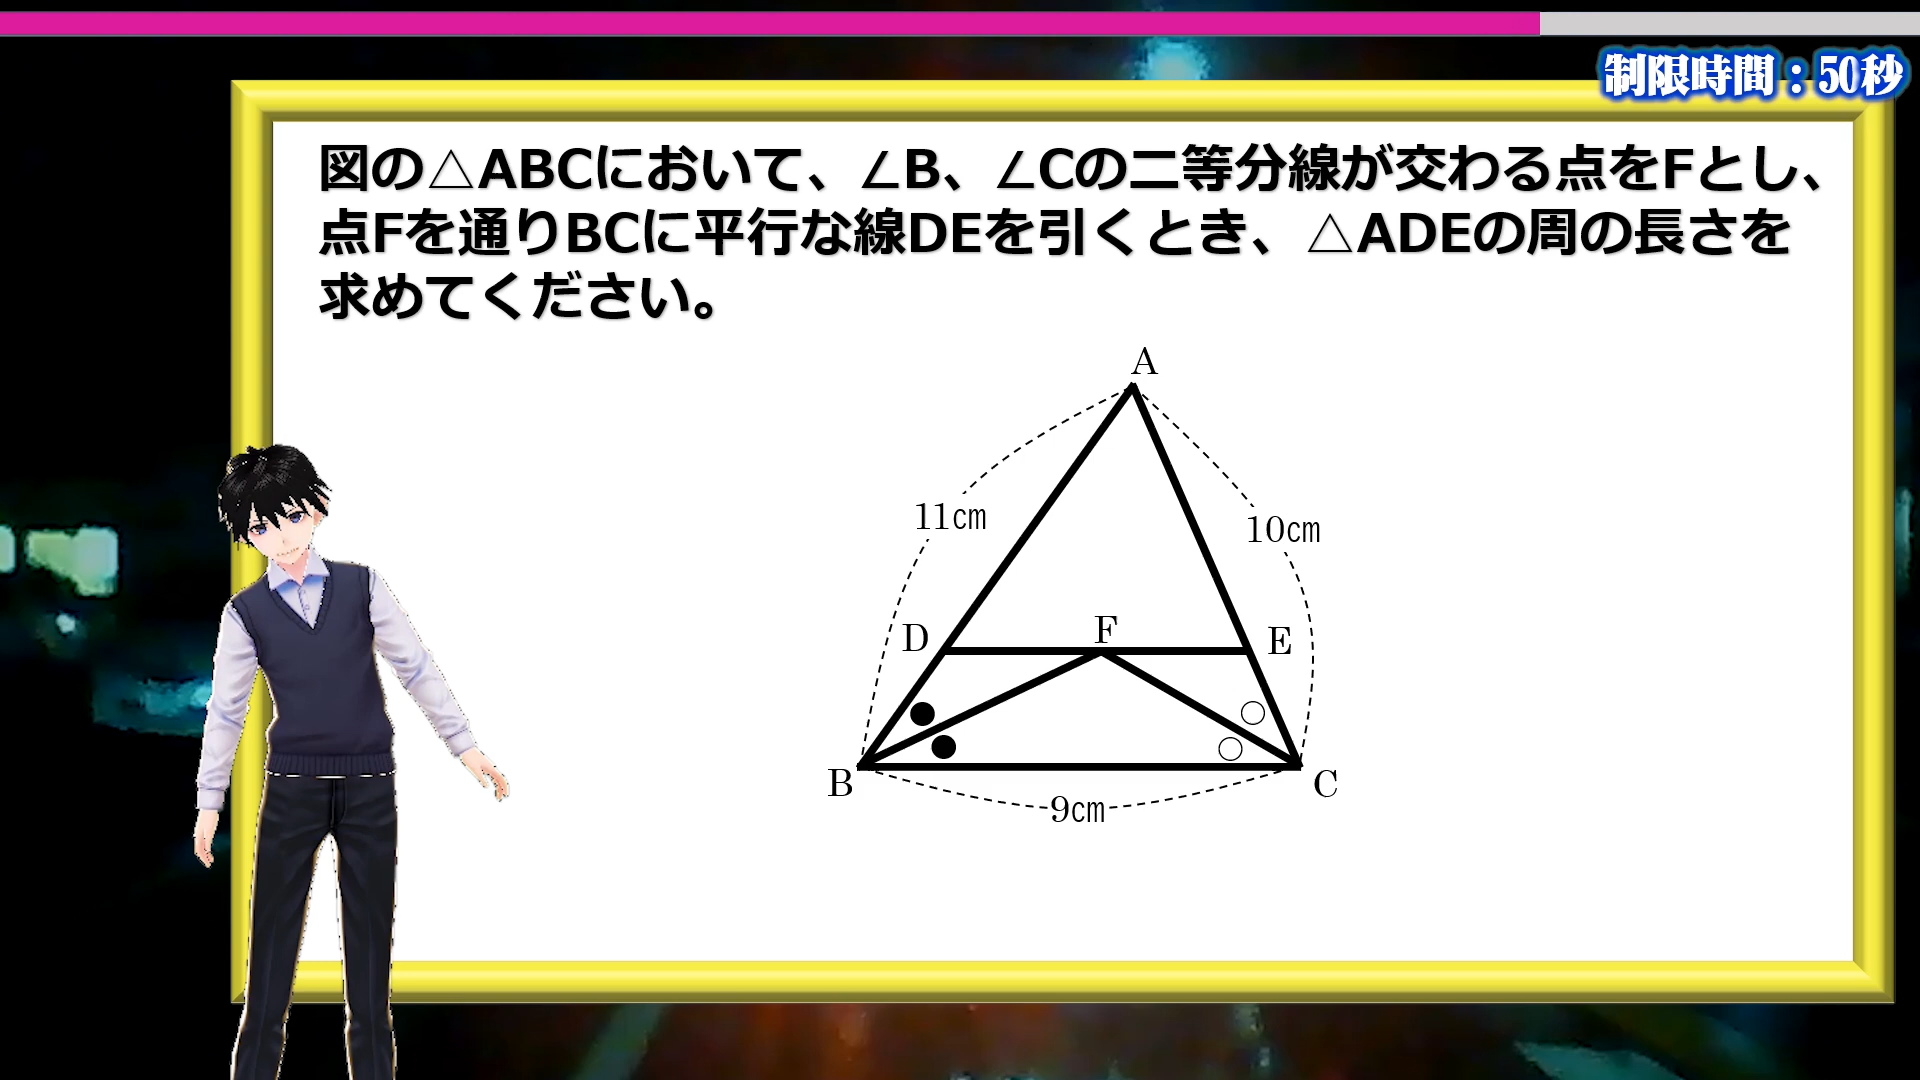 制限時間：50秒
図の△ABCにおいて、∠B、∠Cの二等分線が交わる点をFとし、
点Fを通りBCに平行な線DEを引くとき、△ADEの周の長さを
求めてください。
A
11㎝
10㎝
D
F
E
B
C
9㎝